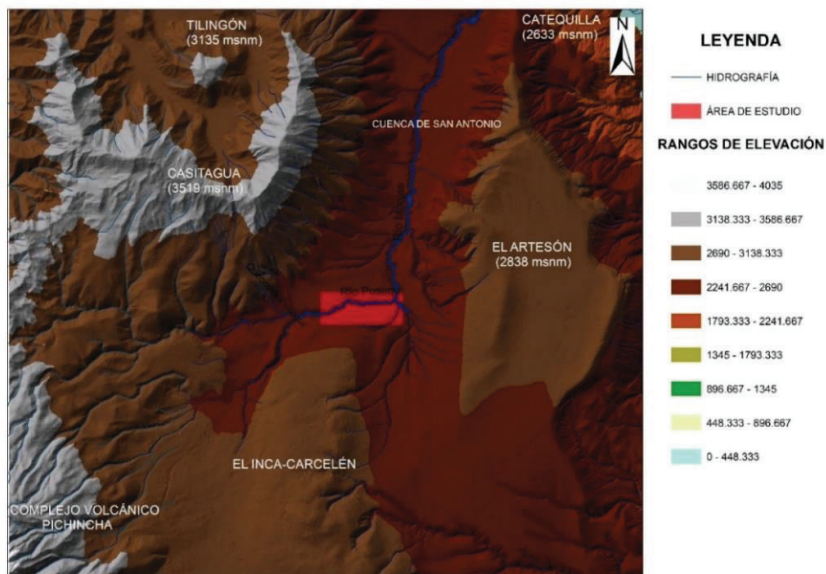 TILINGÓN
(3135 msnm)
CATEQUILLA
(2633 msnm)
N
CUENCA DE SAN ANTONIO
CASITAGUA
(3519 msnm)
EL ARTESÓN
(2838 msnm)
Río
EL INCA-CARCELÉN
COMPLEJO VOLCÁNICO
PICHINCHA
LEYENDA
HIDROGRAFÍA
ÁREA DE ESTUDIO
RANGOS DE ELEVACIÓN
3586.667 - 4035
3138.333 - 3586.667
2690 - 3138.333
2241.667 - 2690
1793.333 - 2241.667
1345 - 1793.333
896.667 - 1345
448.333 - 896.667
0 - 448.333